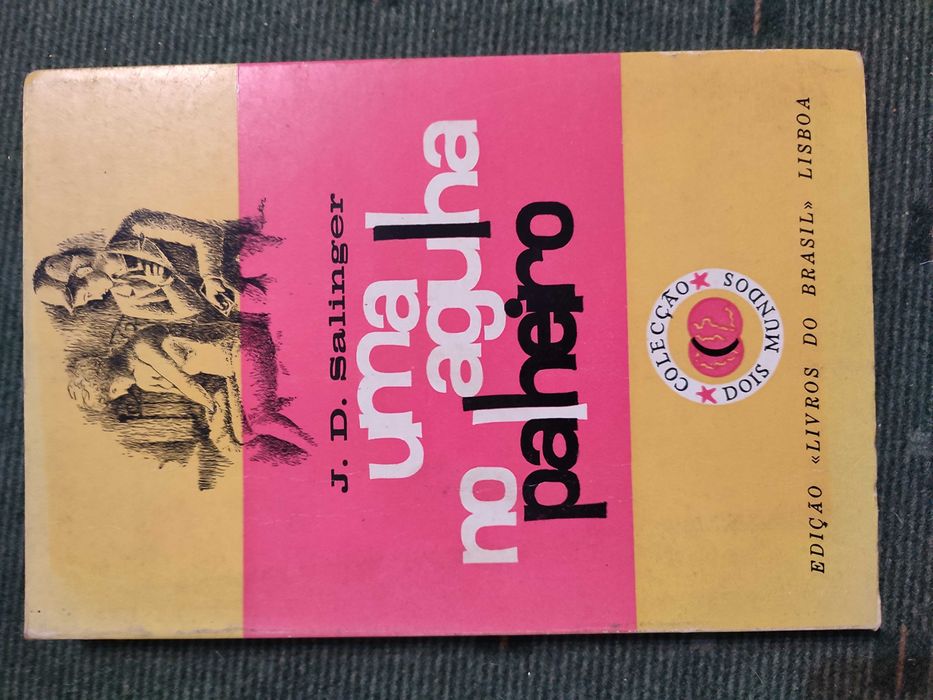 J. D. Salinger
uma
agulha
no palheiro
COLECÇÃO
DOIS MUNDOS
EDIÇÃO «LIVROS DO BRASIL» LISBOA